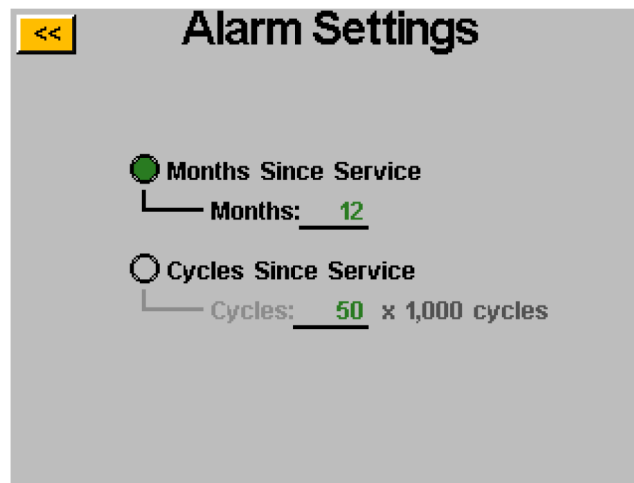 << Alarm Settings
Months Since Service
Months: 12
Cycles Since Service
Cycles: 50 x 1,000 cycles